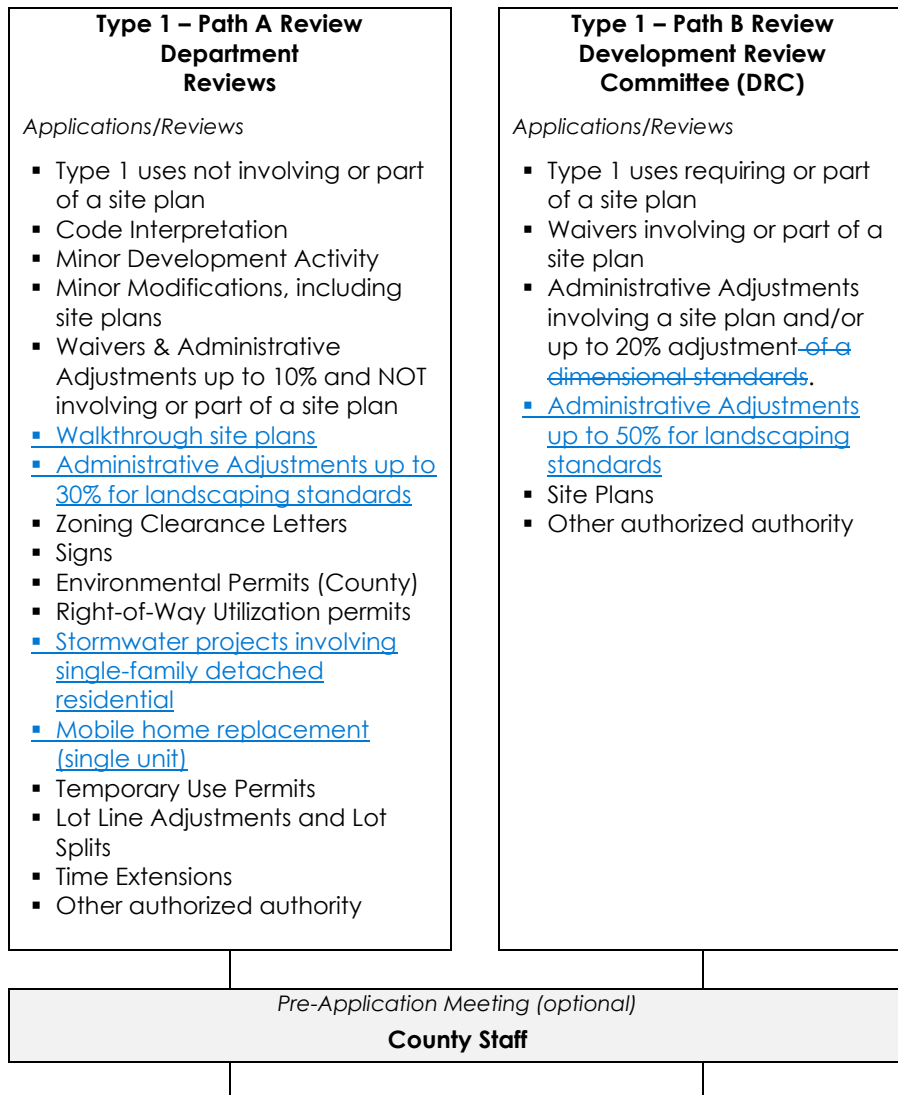 Type 1 – Path A Review
Department
Reviews
Applications/Reviews
▪ Type 1 uses not involving or part
of a site plan
▪ Code Interpretation
▪ Minor Development Activity
▪ Minor Modifications, including
site plans
▪ Waivers & Administrative
Adjustments up to 10% and NOT
involving or part of a site plan
▪ Walkthrough site plans
▪ Administrative Adjustments up to
30% for landscaping standards
▪ Zoning Clearance Letters
▪ Signs
▪ Environmental Permits (County)
▪ Right-of-Way Utilization permits
▪ Stormwater projects involving
single-family detached
residential
▪ Mobile home replacement
(single unit)
▪ Temporary Use Permits
▪ Lot Line Adjustments and Lot
Splits
▪ Time Extensions
▪ Other authorized authority
Type 1 – Path B Review
Development Review
Committee (DRC)
Applications/Reviews
▪ Type 1 uses requiring or part
of a site plan
▪ Waivers involving or part of a
site plan
▪ Administrative Adjustments
involving a site plan and/or
up to 20% adjustment of a
dimensional standards.
▪ Administrative Adjustments
up to 50% for landscaping
standards
▪ Site Plans
▪ Other authorized authority
Pre-Application Meeting (optional)
County Staff